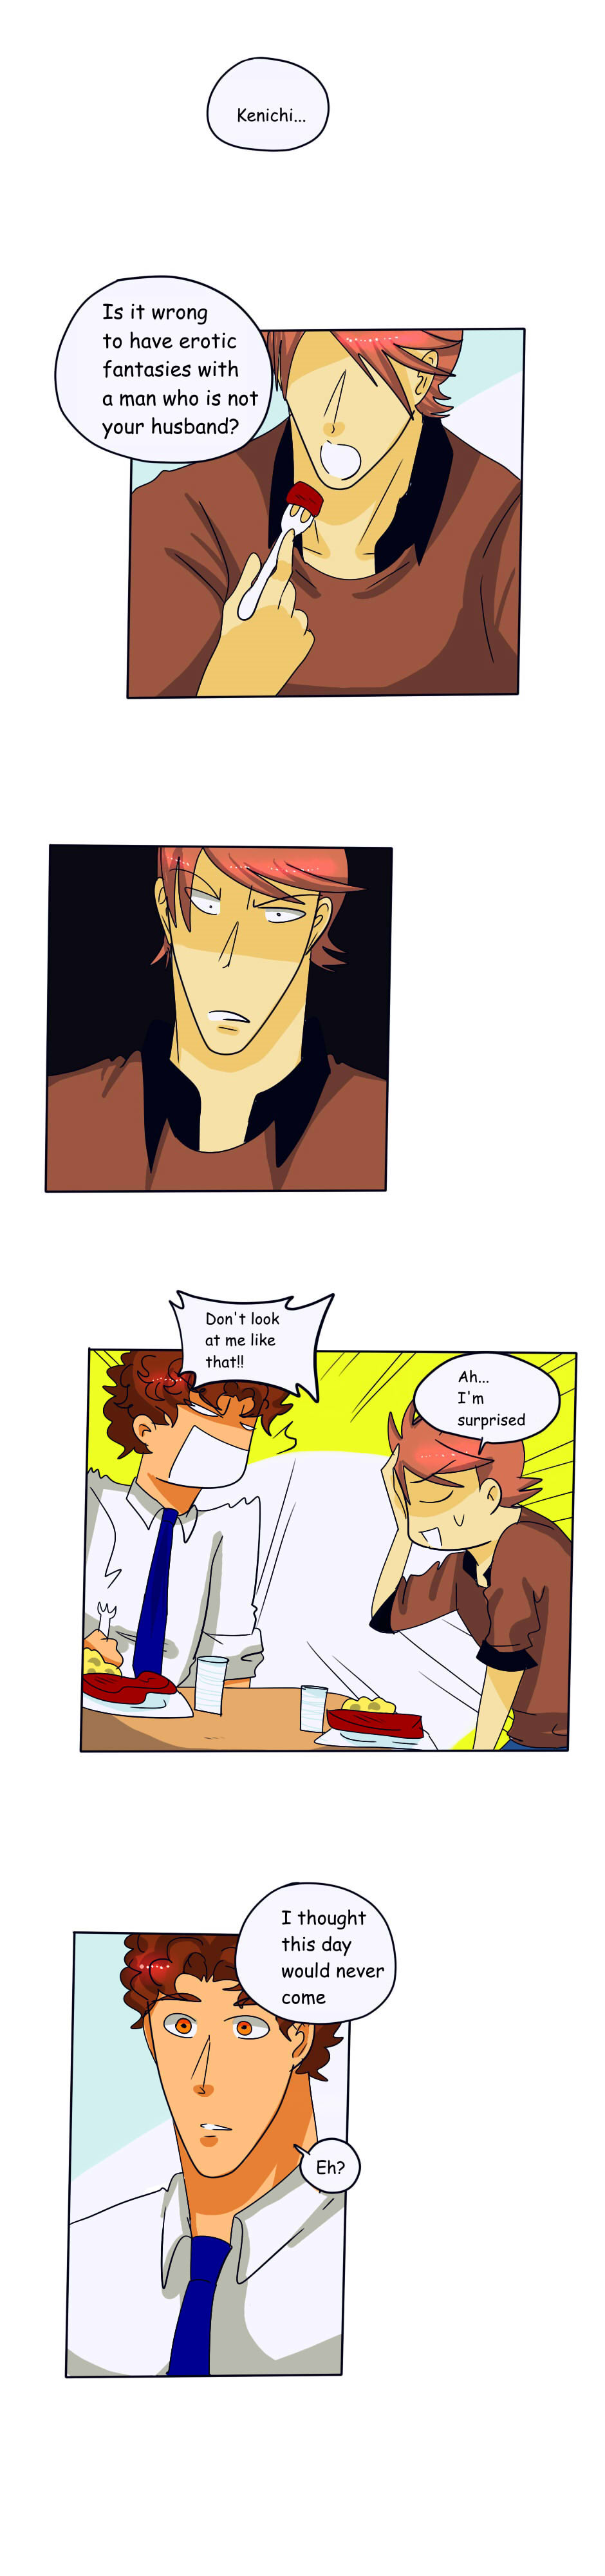 Kenichi...
Is it wrong
to have erotic
fantasies with
a man who is not
your husband?
Don't look
at me like
that!!
Ah...
I'm
surprised
I thought
this day
would never
come
Eh?